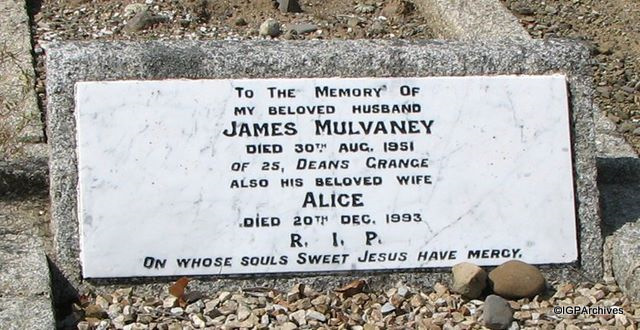 To The Memory Of
my beloved husband
James Mulvaney
died 30th Aug. 1951
of 25, Deans Grange
also his beloved wife
Alice
died 20th Dec. 1993
R. I. P.
On whose souls Sweet Jesus have mercy.
©IGPArchives